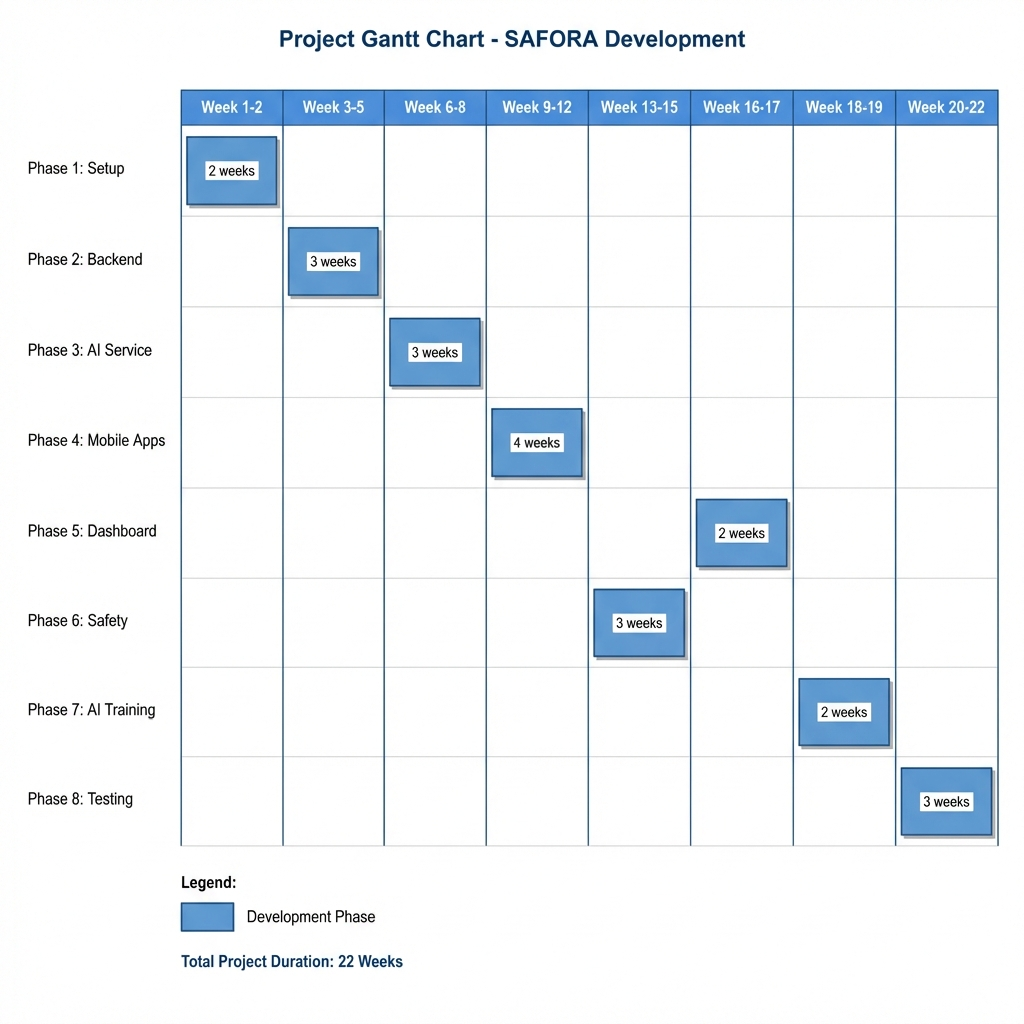 Project Gantt Chart - SAFORA Development
Week 1-2 Week 3-5 Week 6-8 Week 9-12 Week 13-15 Week 16-17 Week 18-19 Week 20-22
Phase 1: Setup 2 weeks
Phase 2: Backend 3 weeks
Phase 3: AI Service 3 weeks
Phase 4: Mobile Apps 4 weeks
Phase 5: Dashboard 2 weeks
Phase 6: Safety 3 weeks
Phase 7: AI Training 2 weeks
Phase 8: Testing 3 weeks
Legend:
Development Phase
Total Project Duration: 22 Weeks